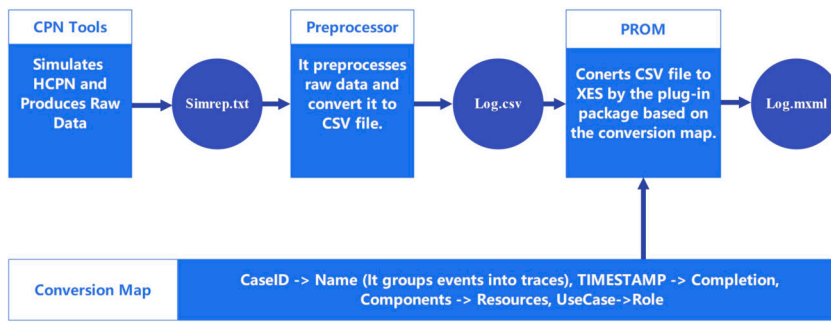 CPN Tools
Simulates
HCPN and
Produces Raw
Data
Simrep.txt
Preprocessor
It preprocesses
raw data and
convert it to
CSV file.
Log.csv
PROM
Conerts CSV file to
XES by the plug-in
package based on
the conversion map.
Log.mxml
Conversion Map
CaseID -> Name (It groups events into traces), TIMESTAMP -> Completion,
Components -> Resources, UseCase->Role